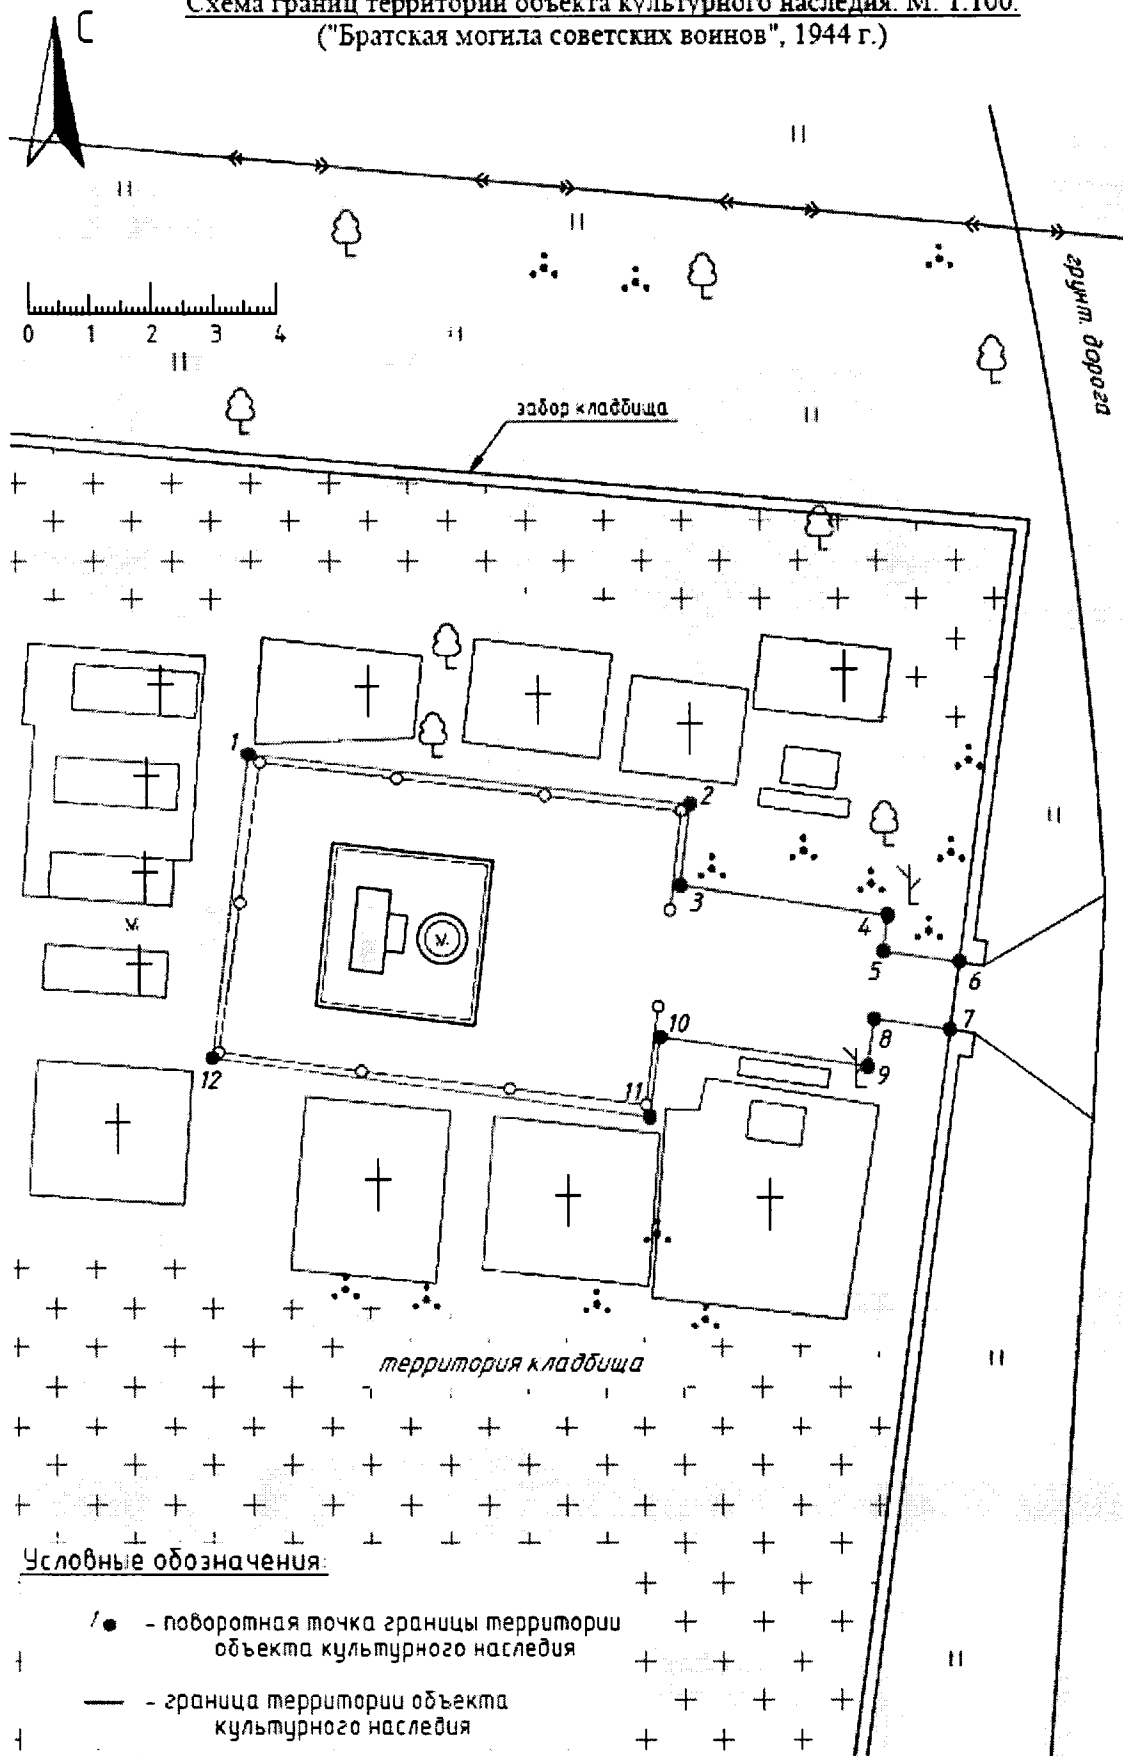 Схема границ территории объекта культурного наследия. М. 1:100.
("Братская могила советских воинов", 1944 г.)
С
грунт. дорога
0 1 2 3 4
забор кладбища
1
2
3
4
5
6
7
8
9
10
11
12
м.
м.
территория кладбища
Условные обозначения:
1 - поворотная точка границы территории
объекта культурного наследия
- граница территории объекта
культурного наследия